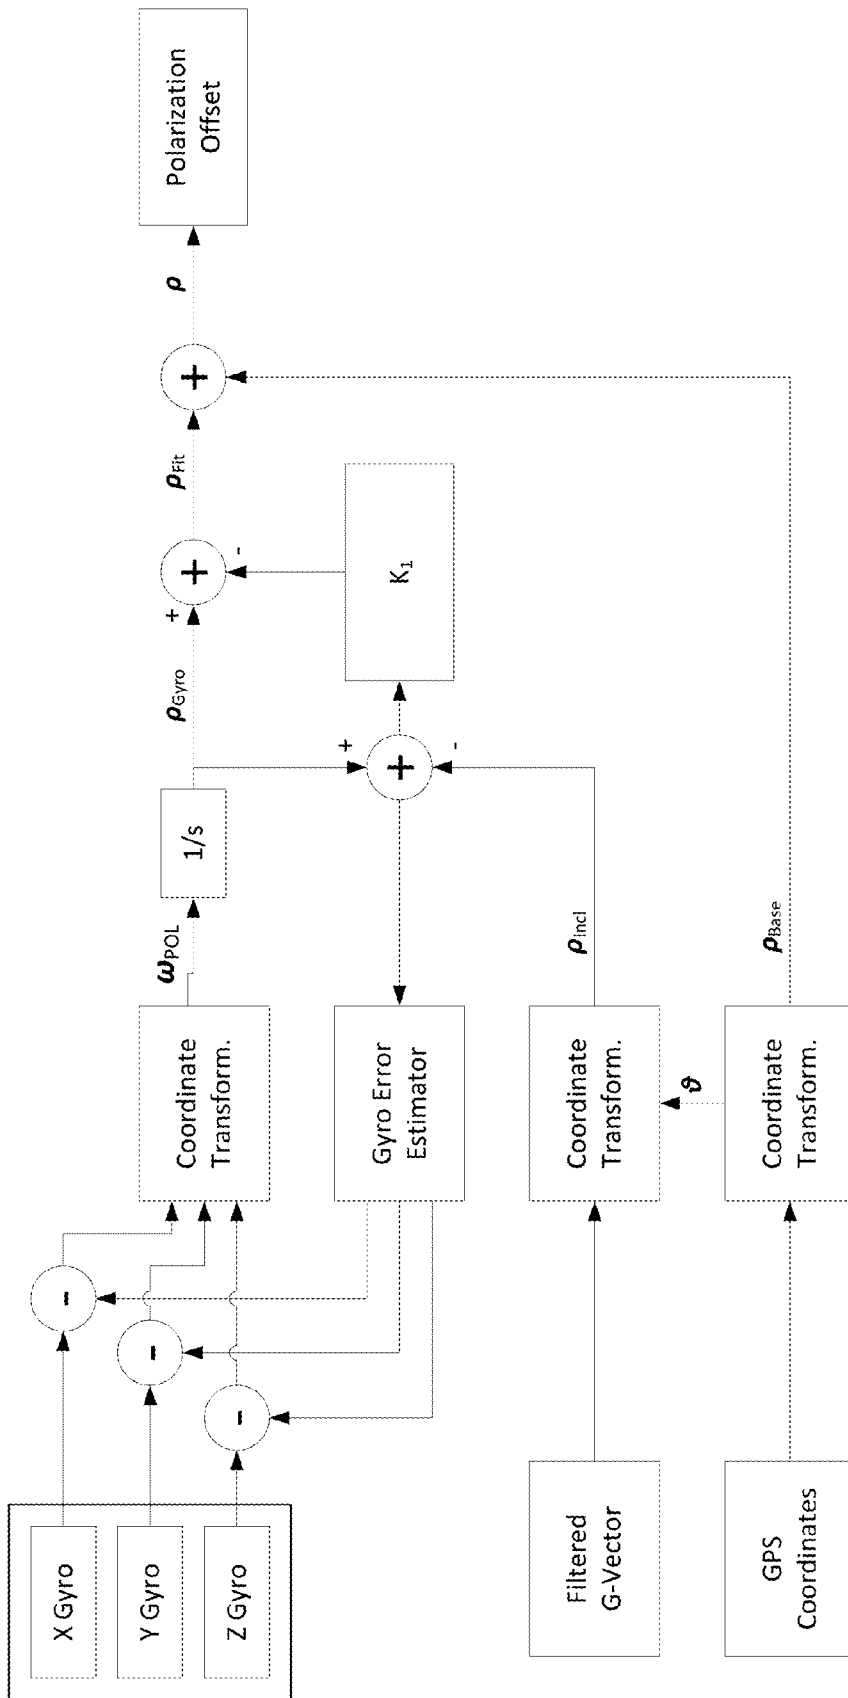 X Gyro
Y Gyro
Z Gyro
-
-
-
Coordinate
Transform.
ωPOL
1/s
ρGyro
+
+
-
ρFit
+
ρ
Polarization
Offset
Gyro Error
Estimator
+
+
-
K₁
Filtered
G-Vector
Coordinate
Transform.
ρIncl
ϑ
GPS
Coordinates
Coordinate
Transform.
ρBase